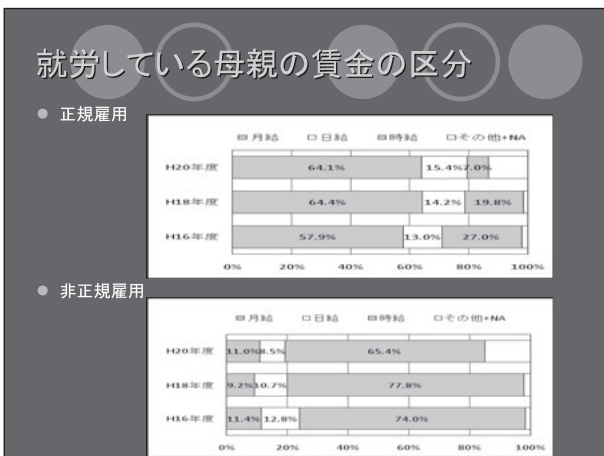 就労している母親の賃金の区分
正規雇用
月給 日給 時給 その他+NA
H20年度 64.1% 15.4% 7.0%
H18年度 64.4% 14.2% 19.8%
H16年度 57.9% 13.0% 27.0%
0% 20% 40% 60% 80% 100%
非正規雇用
月給 日給 時給 その他+NA
H20年度 11.0% 8.5% 65.4%
H18年度 9.2% 10.7% 77.8%
H16年度 11.4% 12.8% 74.0%
0% 20% 40% 60% 80% 100%